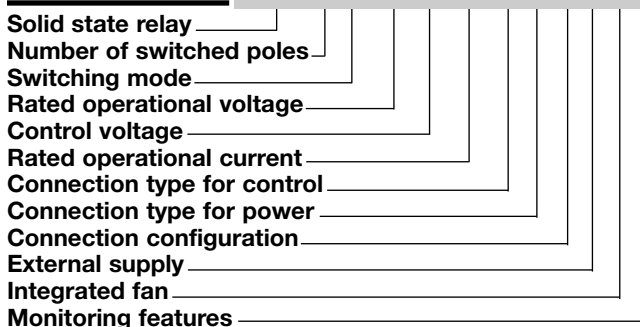 Solid state relay
Number of switched poles
Switching mode
Rated operational voltage
Control voltage
Rated operational current
Connection type for control
Connection type for power
Connection configuration
External supply
Integrated fan
Monitoring features